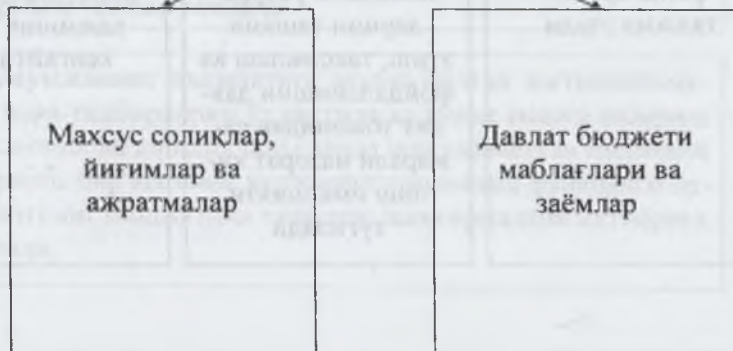 Махсус солиқлар,
йиғимлар ва
ажратмалар
Давлат бюджети
маблағлари ва
заёмлар